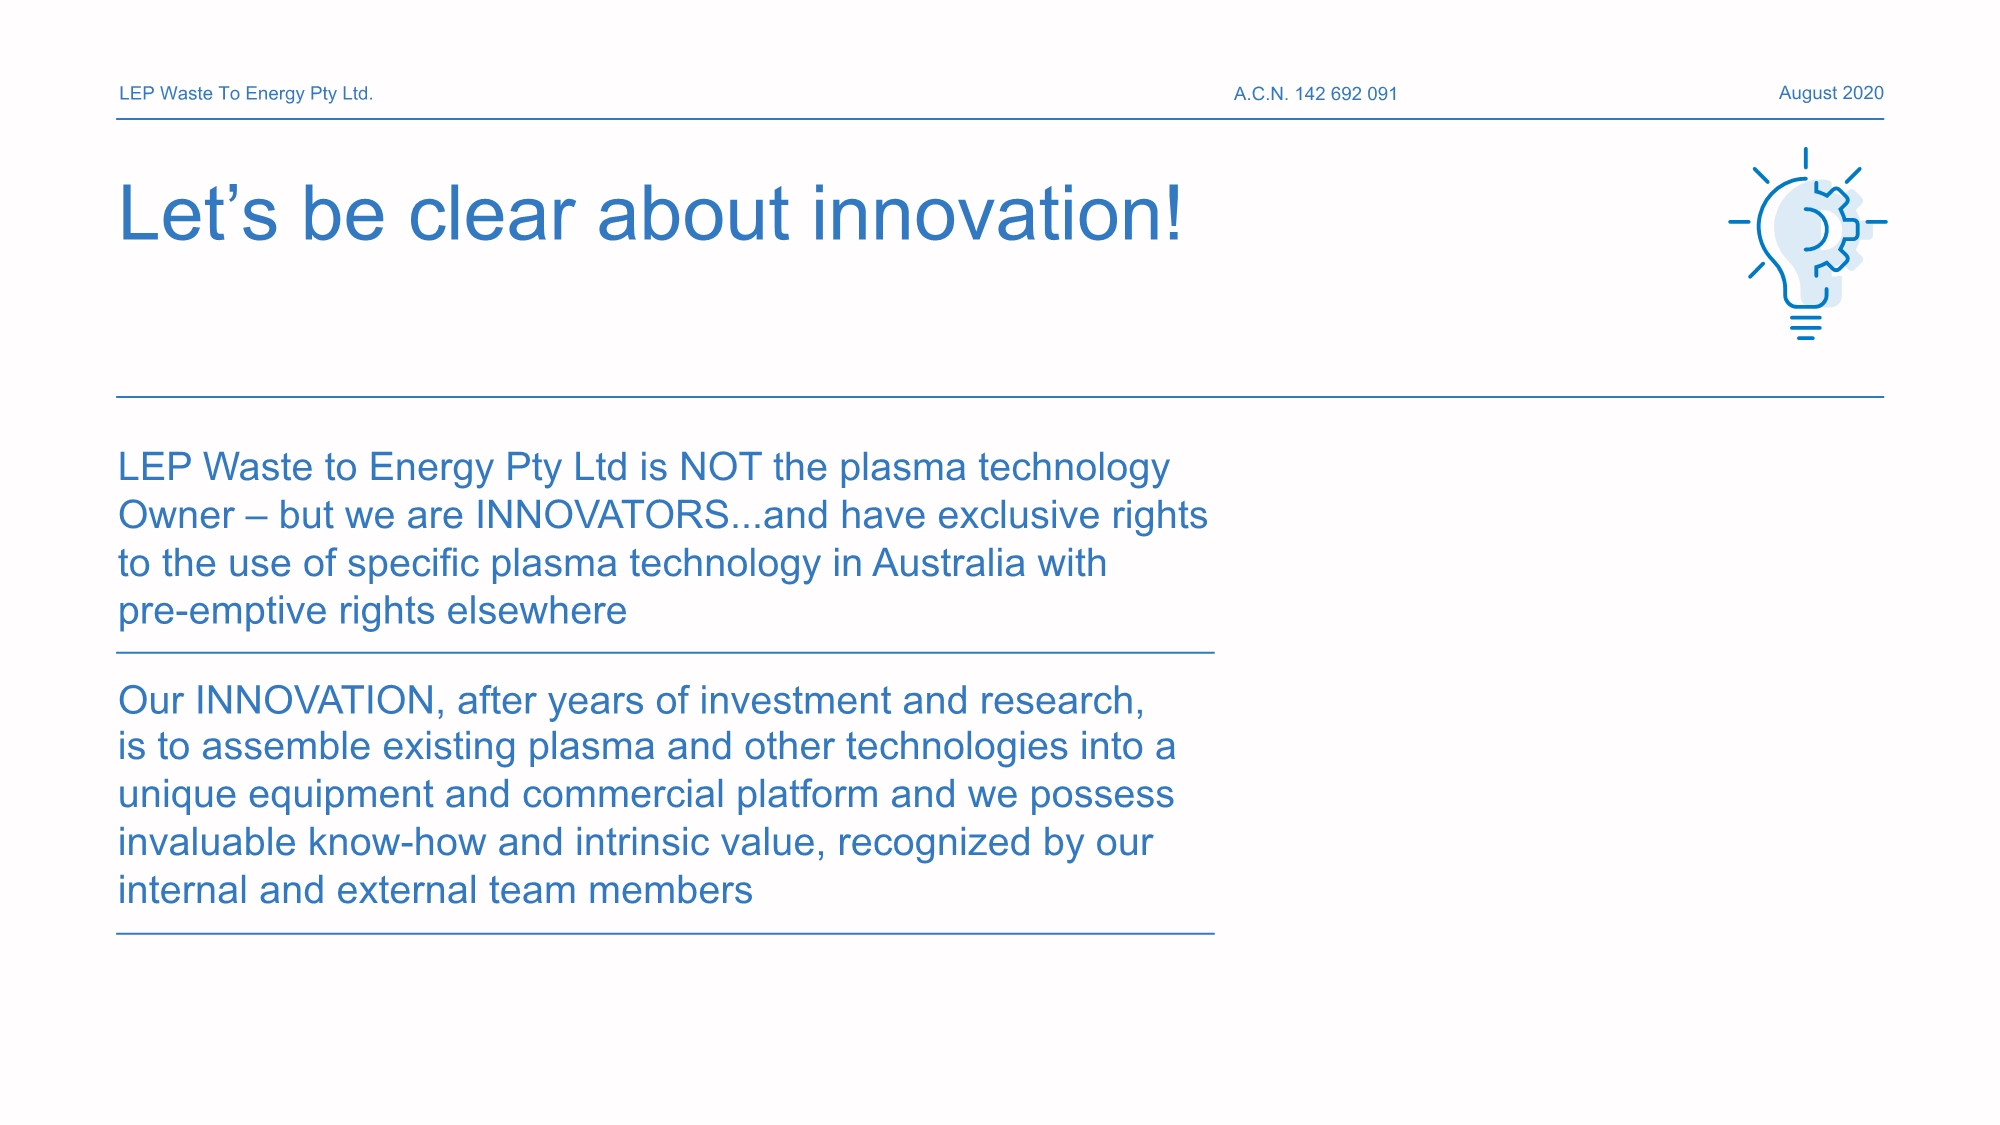 LEP Waste To Energy Pty Ltd.
A.C.N. 142 692 091
August 2020
Let’s be clear about innovation!
LEP Waste to Energy Pty Ltd is NOT the plasma technology
Owner – but we are INNOVATORS...and have exclusive rights
to the use of specific plasma technology in Australia with
pre-emptive rights elsewhere
Our INNOVATION, after years of investment and research,
is to assemble existing plasma and other technologies into a
unique equipment and commercial platform and we possess
invaluable know-how and intrinsic value, recognized by our
internal and external team members